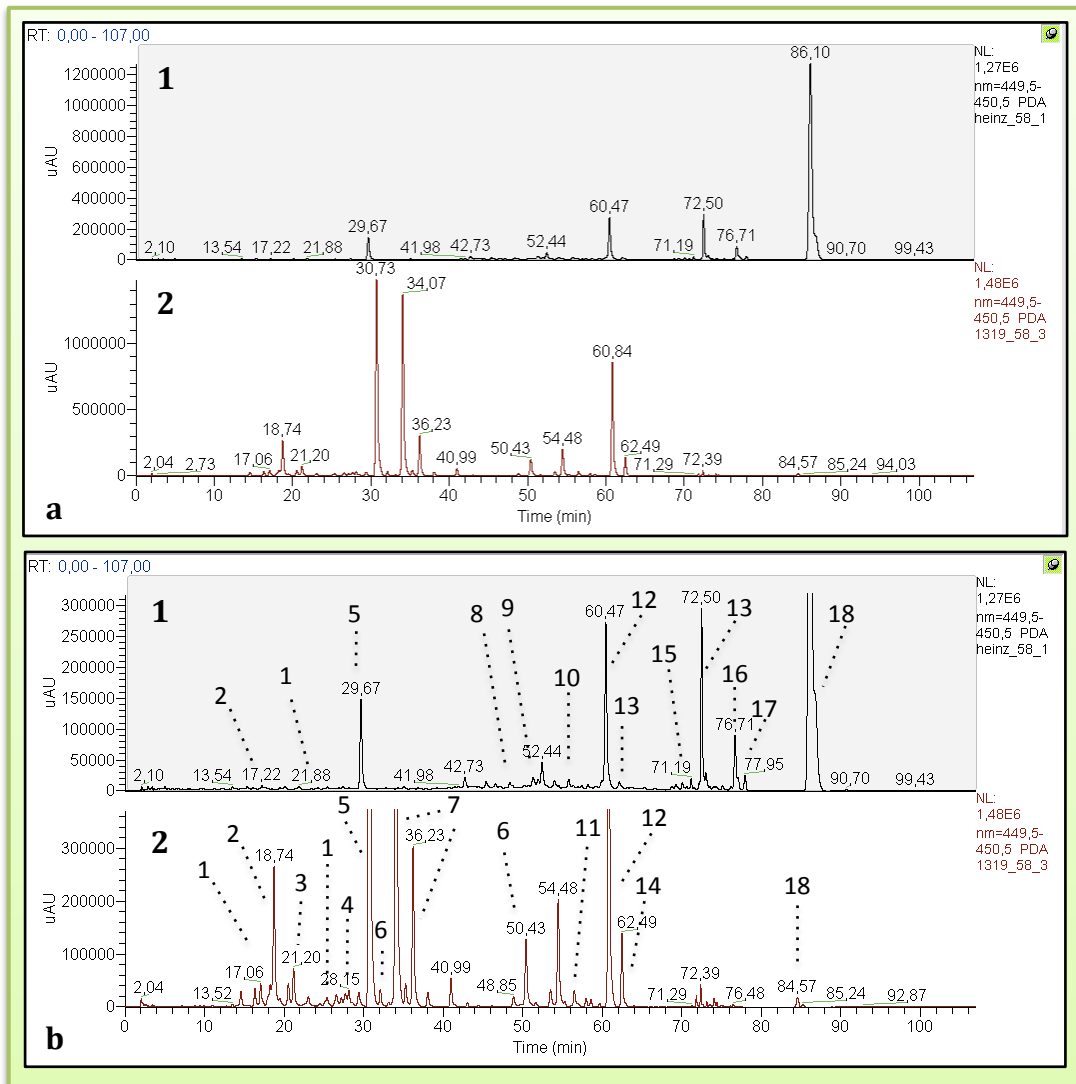 RT: 0,00 - 107,00
1
NL:
1,27E6
nm=449,5-
450,5 PDA
heinz_58_1
uAU
1200000
1000000
800000
600000
400000
200000
0
2,10 13,54 17,22 21,88 29,67 41,98 42,73 52,44 60,47 71,19 72,50 76,71 86,10 90,70 99,43
2
NL:
1,48E6
nm=449,5-
450,5 PDA
1319_58_3
uAU
1000000
500000
0
2,04 2,73 17,06 18,74 21,20 30,73 34,07 36,23 40,99 50,43 54,48 60,84 62,49 71,29 72,39 84,57 85,24 94,03
0 10 20 30 40 50 60 70 80 90 100
Time (min)
a
RT: 0,00 - 107,00
1
NL:
1,27E6
nm=449,5-
450,5 PDA
heinz_58_1
uAU
300000
250000
200000
150000
100000
50000
0
2 1 5 8 9 10 12 13 15 13 16 17 18
2,10 13,54 17,22 21,88 29,67 41,98 42,73 52,44 60,47 71,19 72,50 76,71 77,95 90,70 99,43
2
NL:
1,48E6
nm=449,5-
450,5 PDA
1319_58_3
uAU
300000
200000
100000
0
1 2 3 1 4 5 6 7 6 11 12 14 18
2,04 13,52 17,06 18,74 21,20 28,15 36,23 40,99 48,85 50,43 54,48 62,49 71,29 72,39 76,48 84,57 85,24 92,87
0 10 20 30 40 50 60 70 80 90 100
Time (min)
b